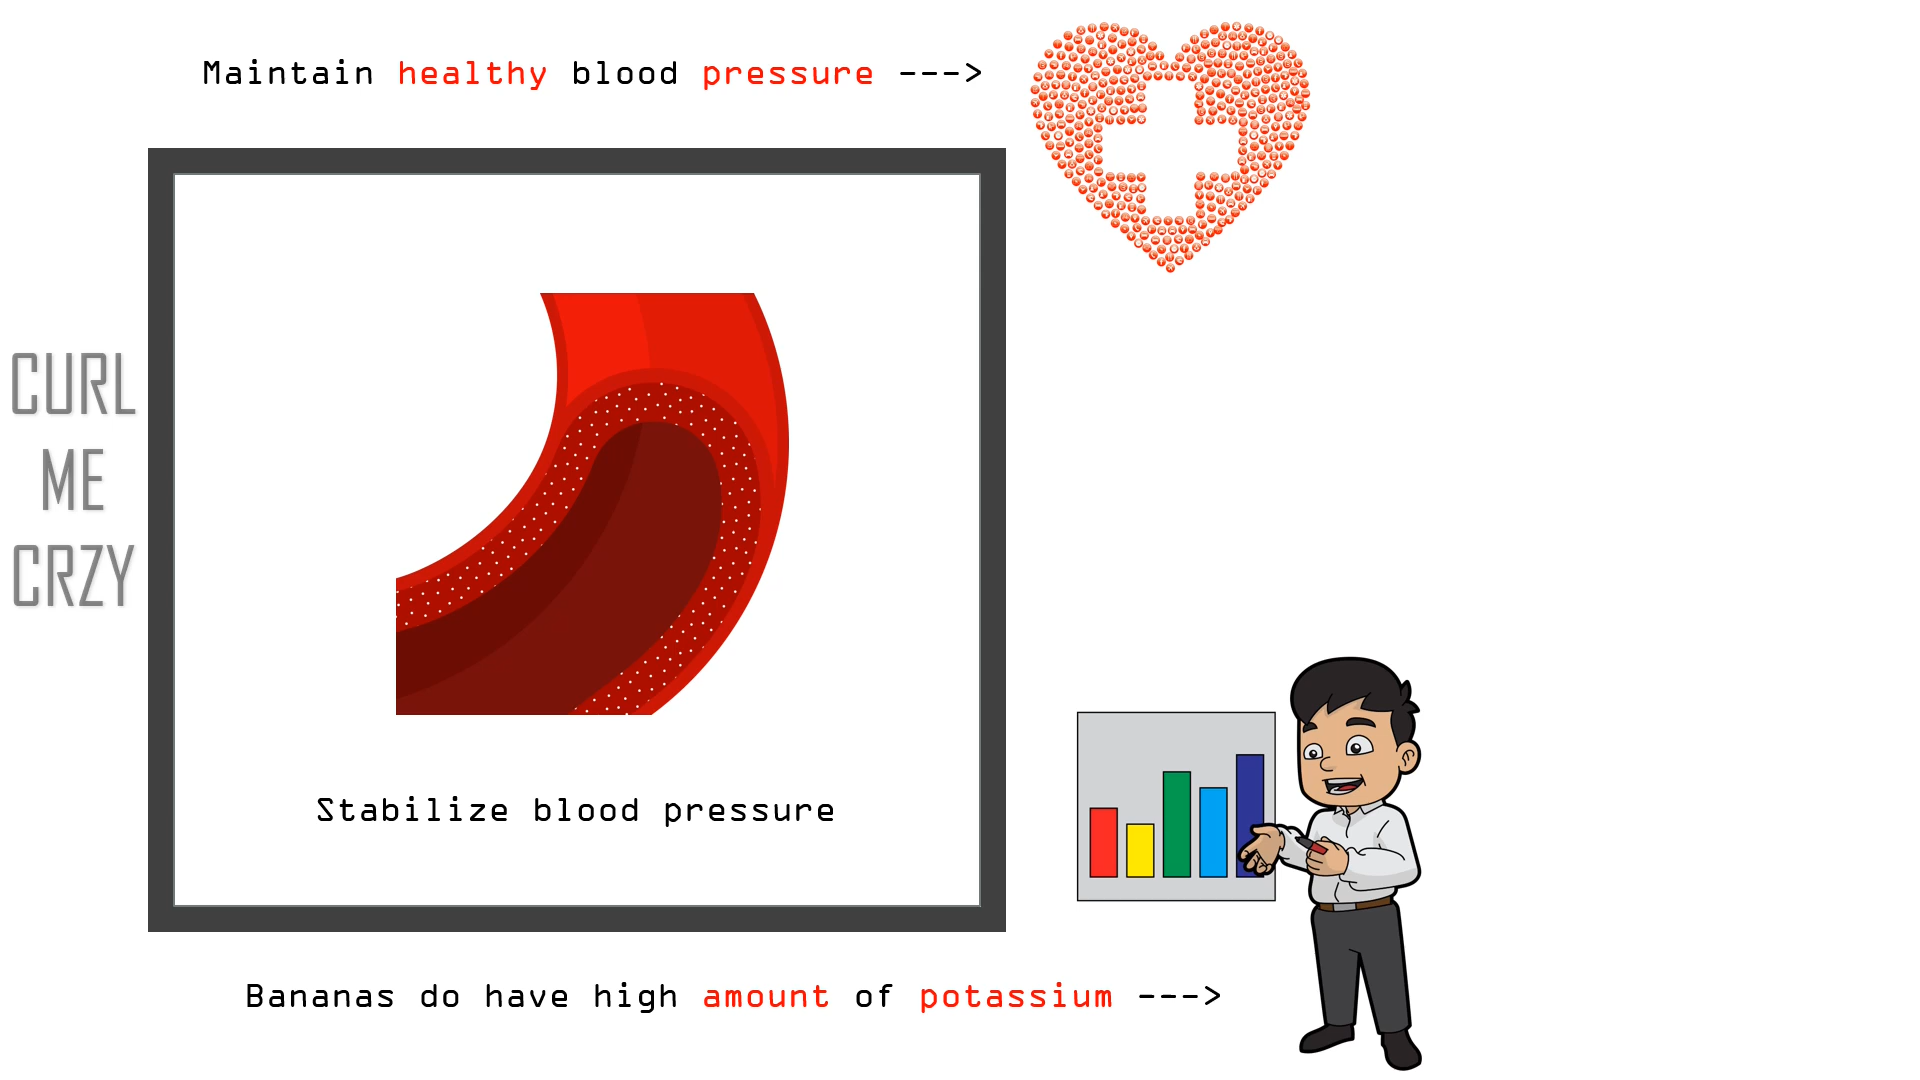 Maintain healthy blood pressure --->
CURL
ME
CRZY
Stabilize blood pressure
Bananas do have high amount of potassium --->